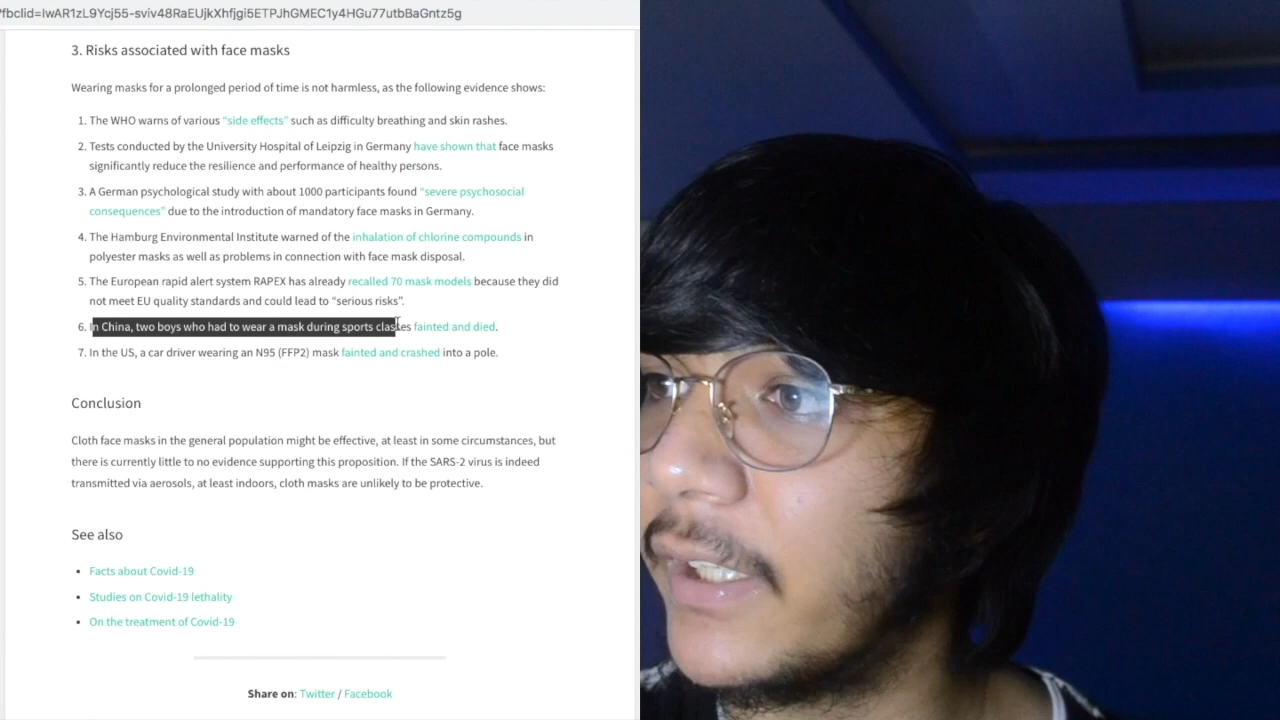 ?fbclid=IwAR1zL9Ycj55-sviv48RaEUjkXhfjgi5ETPJhGMEC1y4HGu77utbBaGntz5g
3. Risks associated with face masks
Wearing masks for a prolonged period of time is not harmless, as the following evidence shows:
1. The WHO warns of various “side effects” such as difficulty breathing and skin rashes.
2. Tests conducted by the University Hospital of Leipzig in Germany have shown that face masks
significantly reduce the resilience and performance of healthy persons.
3. A German psychological study with about 1000 participants found “severe psychosocial
consequences” due to the introduction of mandatory face masks in Germany.
4. The Hamburg Environmental Institute warned of the inhalation of chlorine compounds in
polyester masks as well as problems in connection with face mask disposal.
5. The European rapid alert system RAPEX has already recalled 70 mask models because they did
not meet EU quality standards and could lead to “serious risks”.
6. In China, two boys who had to wear a mask during sports classes fainted and died.
7. In the US, a car driver wearing an N95 (FFP2) mask fainted and crashed into a pole.
Conclusion
Cloth face masks in the general population might be effective, at least in some circumstances, but
there is currently little to no evidence supporting this proposition. If the SARS-2 virus is indeed
transmitted via aerosols, at least indoors, cloth masks are unlikely to be protective.
See also
• Facts about Covid-19
• Studies on Covid-19 lethality
• On the treatment of Covid-19
Share on: Twitter / Facebook